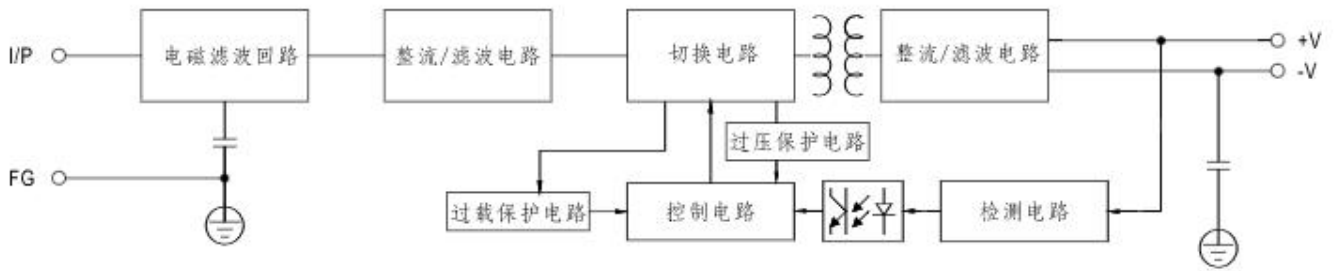 I/P
电磁滤波回路
整流/滤波电路
切换电路
整流/滤波电路
+V
-V
过压保护电路
FG
过载保护电路
控制电路
检测电路